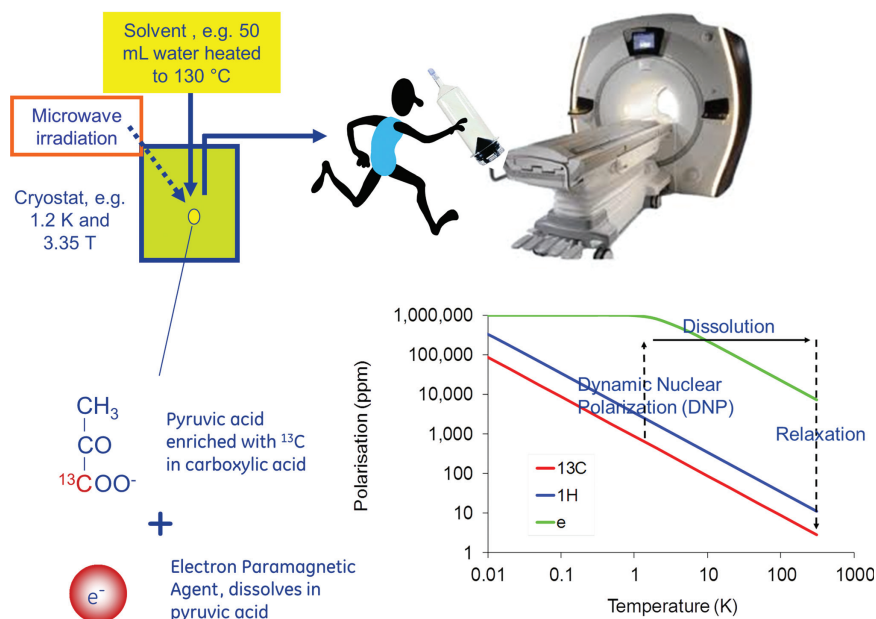 Solvent , e.g. 50
mL water heated
to 130 °C
Microwave
irradiation
Cryostat, e.g.
1.2 K and
3.35 T
CH3
CO
13COO-
Pyruvic acid
enriched with 13C
in carboxylic acid
+
e-
Electron Paramagnetic
Agent, dissolves in
pyruvic acid
Polarisation (ppm)
1,000,000
100,000
10,000
1,000
100
10
1
Dissolution
Dynamic Nuclear
Polarization (DNP)
Relaxation
13C
1H
e
0.01
0.1
1
10
100
1000
Temperature (K)